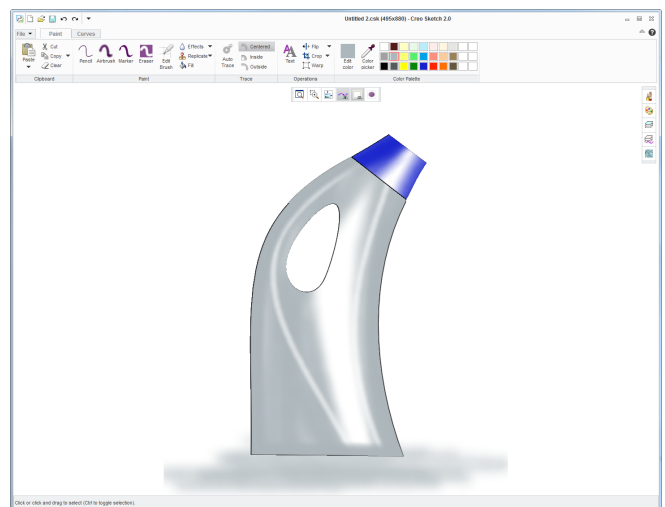 Untitled 2.csk (495x880) - Creo Sketch 2.0
File Paint Curves
Paste
Cut
Copy
Clear
Pencil Airbrush Marker Eraser Edit Brush
Effects
Replicate
Fill
Auto Trace
Centered
Inside
Outside
Text
Flip
Crop
Warp
Edit color
Color picker
Clipboard Paint Trace Operations Color Palette
Click or click and drag to select (Ctrl to toggle selection).